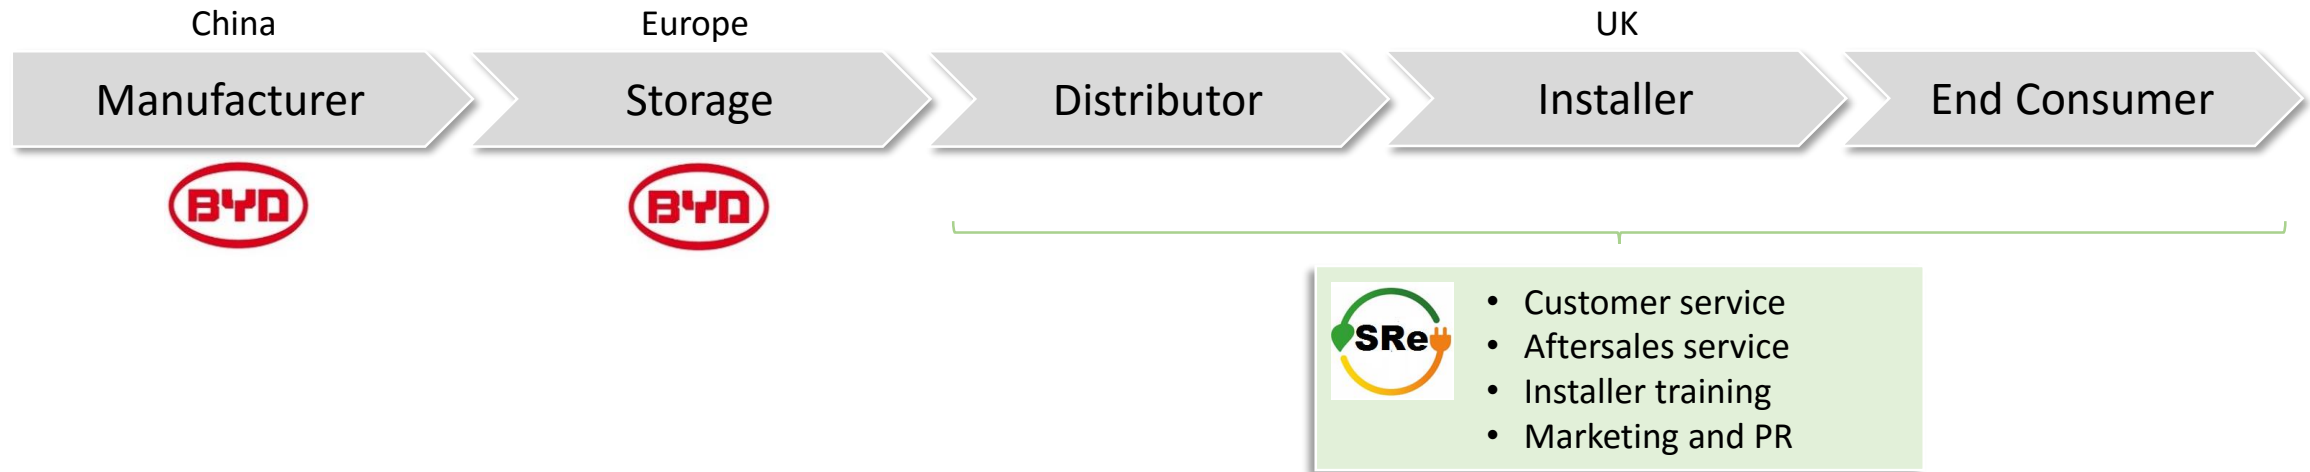 China
Europe
UK
Manufacturer
Storage
Distributor
Installer
End Consumer
BYD
BYD
SRe
• Customer service
• Aftersales service
• Installer training
• Marketing and PR